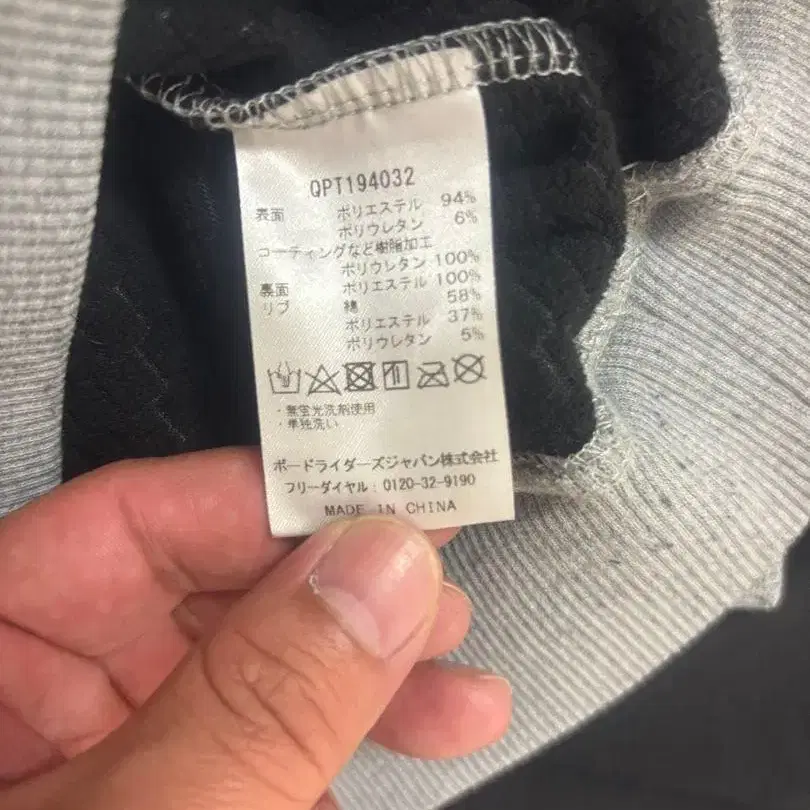 QPT194032
表面 ポリエステル 94%
ポリウレタン 6%
コーティングなど樹脂加工
ポリウレタン 100%
裏面 ポリエステル 100%
リブ 綿 58%
ポリエステル 37%
ポリウレタン 5%
・無蛍光洗剤使用
・単独洗い
ボードライダーズジャパン株式会社
フリーダイヤル：0120-32-9190
MADE IN CHINA